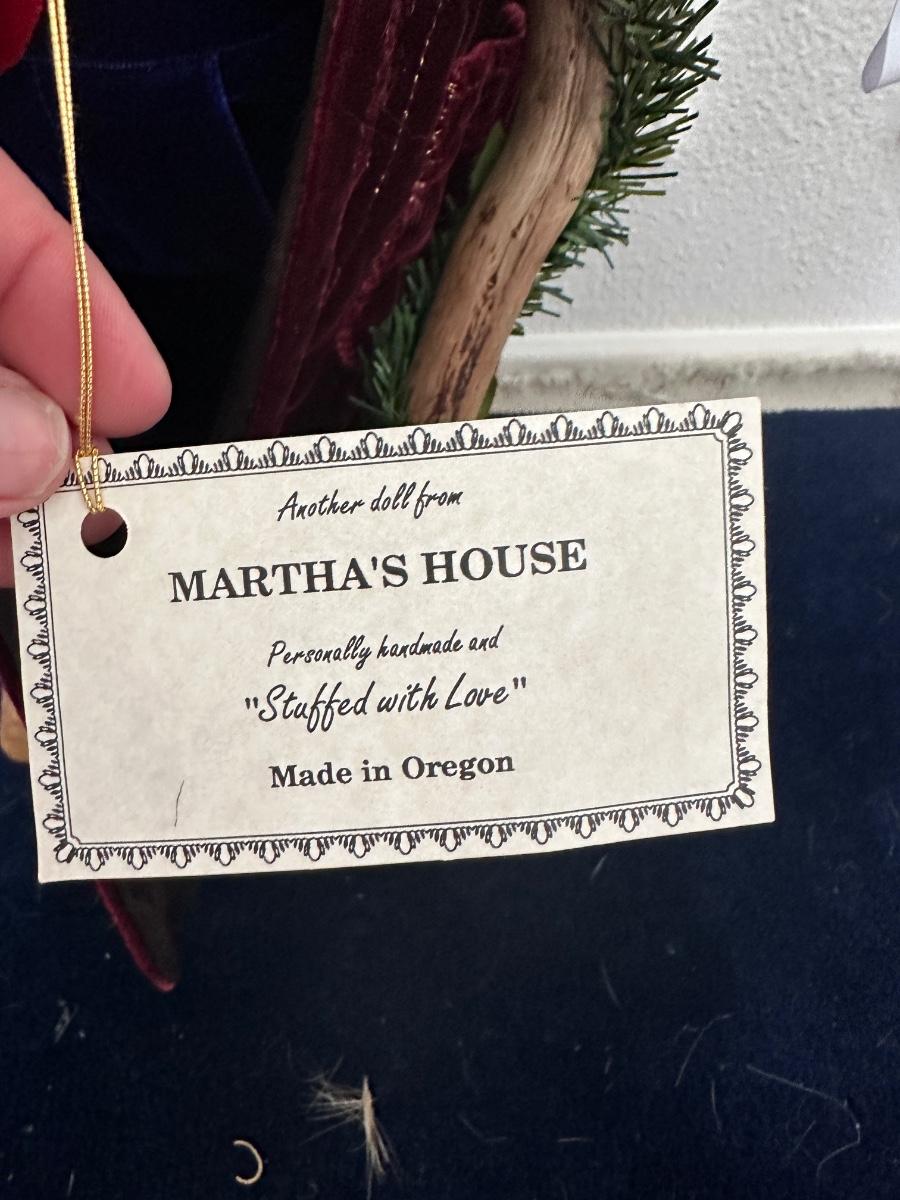 Another doll from
MARTHA'S HOUSE
Personally handmade and
"Stuffed with Love"
Made in Oregon